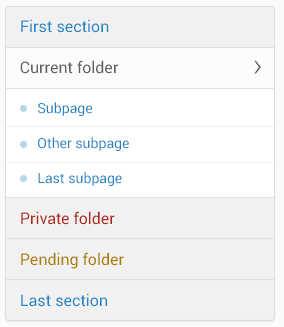 First section
Current folder
Subpage
Other subpage
Last subpage
Private folder
Pending folder
Last section